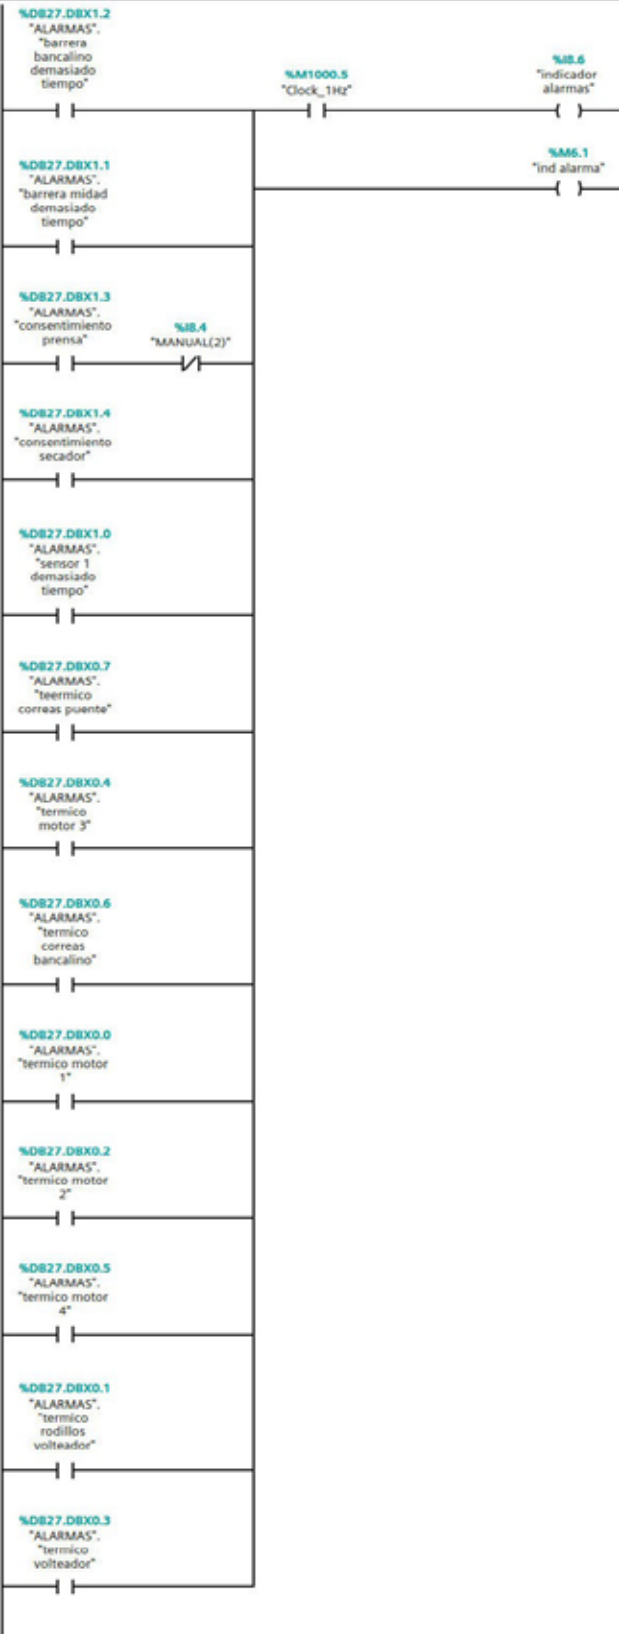 %DB27.DBX1.2
"ALARMAS".
"barrera
bancalino
demasiado
tiempo"
%M1000.5
"Clock_1Hz"
%I8.6
"indicador
alarmas"
%M6.1
"ind alarma"
%DB27.DBX1.1
"ALARMAS".
"barrera midad
demasiado
tiempo"
%DB27.DBX1.3
"ALARMAS".
"consentimiento
prensa"
%I8.4
"MANUAL(2)"
%DB27.DBX1.4
"ALARMAS".
"consentimiento
secador"
%DB27.DBX1.0
"ALARMAS".
"sensor 1
demasiado
tiempo"
%DB27.DBX0.7
"ALARMAS".
"teermico
correas puente"
%DB27.DBX0.4
"ALARMAS".
"termico
motor 3"
%DB27.DBX0.6
"ALARMAS".
"termico
correas
bancalino"
%DB27.DBX0.0
"ALARMAS".
"termico motor
1"
%DB27.DBX0.2
"ALARMAS".
"termico motor
2"
%DB27.DBX0.5
"ALARMAS".
"termico motor
4"
%DB27.DBX0.1
"ALARMAS".
"termico
rodillos
volteador"
%DB27.DBX0.3
"ALARMAS".
"termico
volteador"